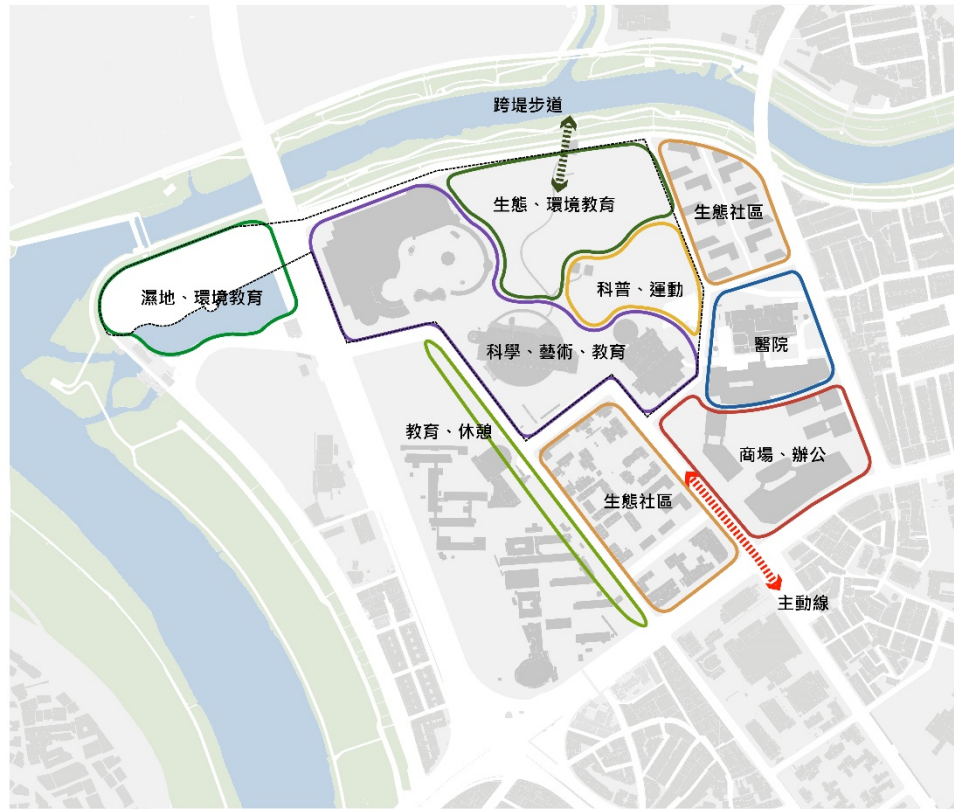 跨堤步道
生態、環境教育
生態社區
濕地、環境教育
科普、運動
科學、藝術、教育
醫院
教育、休憩
商場、辦公
生態社區
主動線